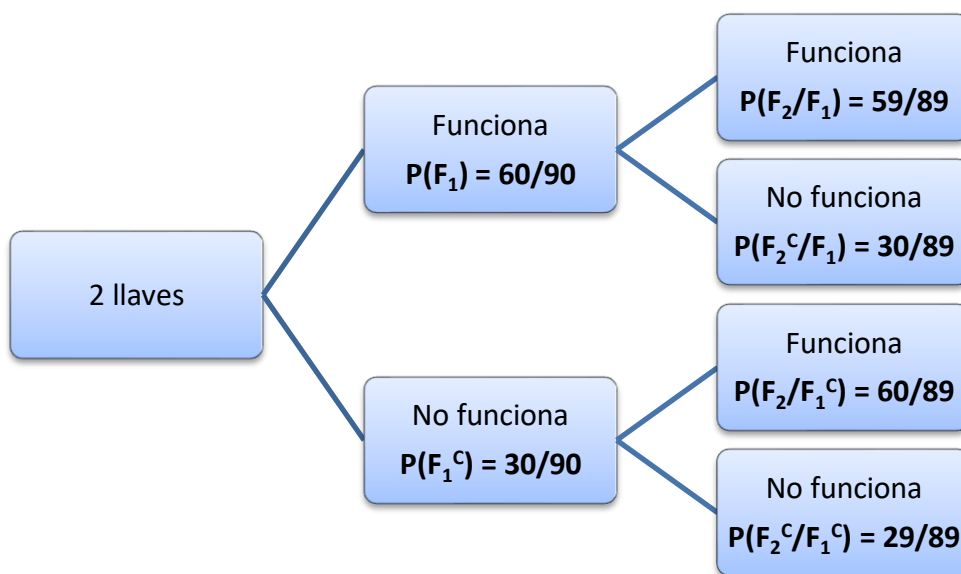 2 llaves
Funciona
P(F₁) = 60/90
No funciona
P(F₁ᶜ) = 30/90
Funciona
P(F₂/F₁) = 59/89
No funciona
P(F₂ᶜ/F₁) = 30/89
Funciona
P(F₂/F₁ᶜ) = 60/89
No funciona
P(F₂ᶜ/F₁ᶜ) = 29/89